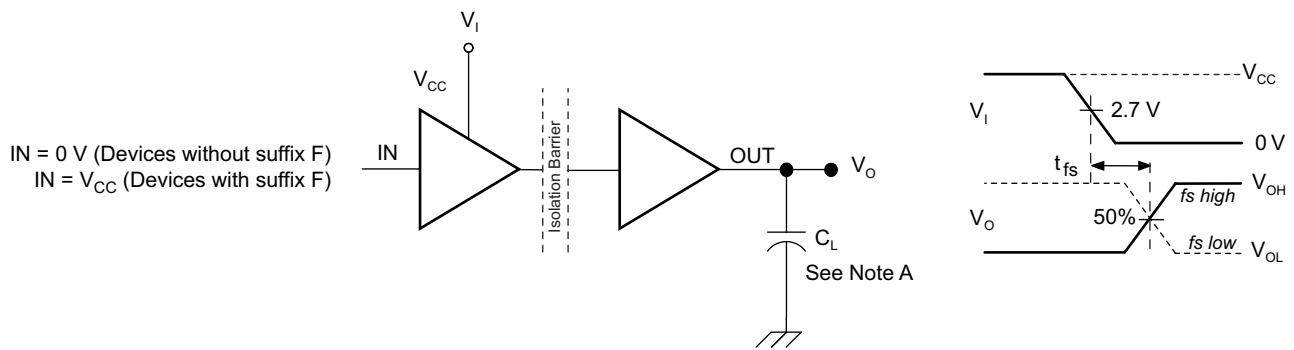 V_I
V_CC
IN = 0 V (Devices without suffix F)
IN = V_CC (Devices with suffix F)
IN
Isolation Barrier
OUT
V_O
C_L
See Note A
V_I
V_CC
2.7 V
0 V
t_fs
V_O
50%
fs high
V_OH
fs low
V_OL